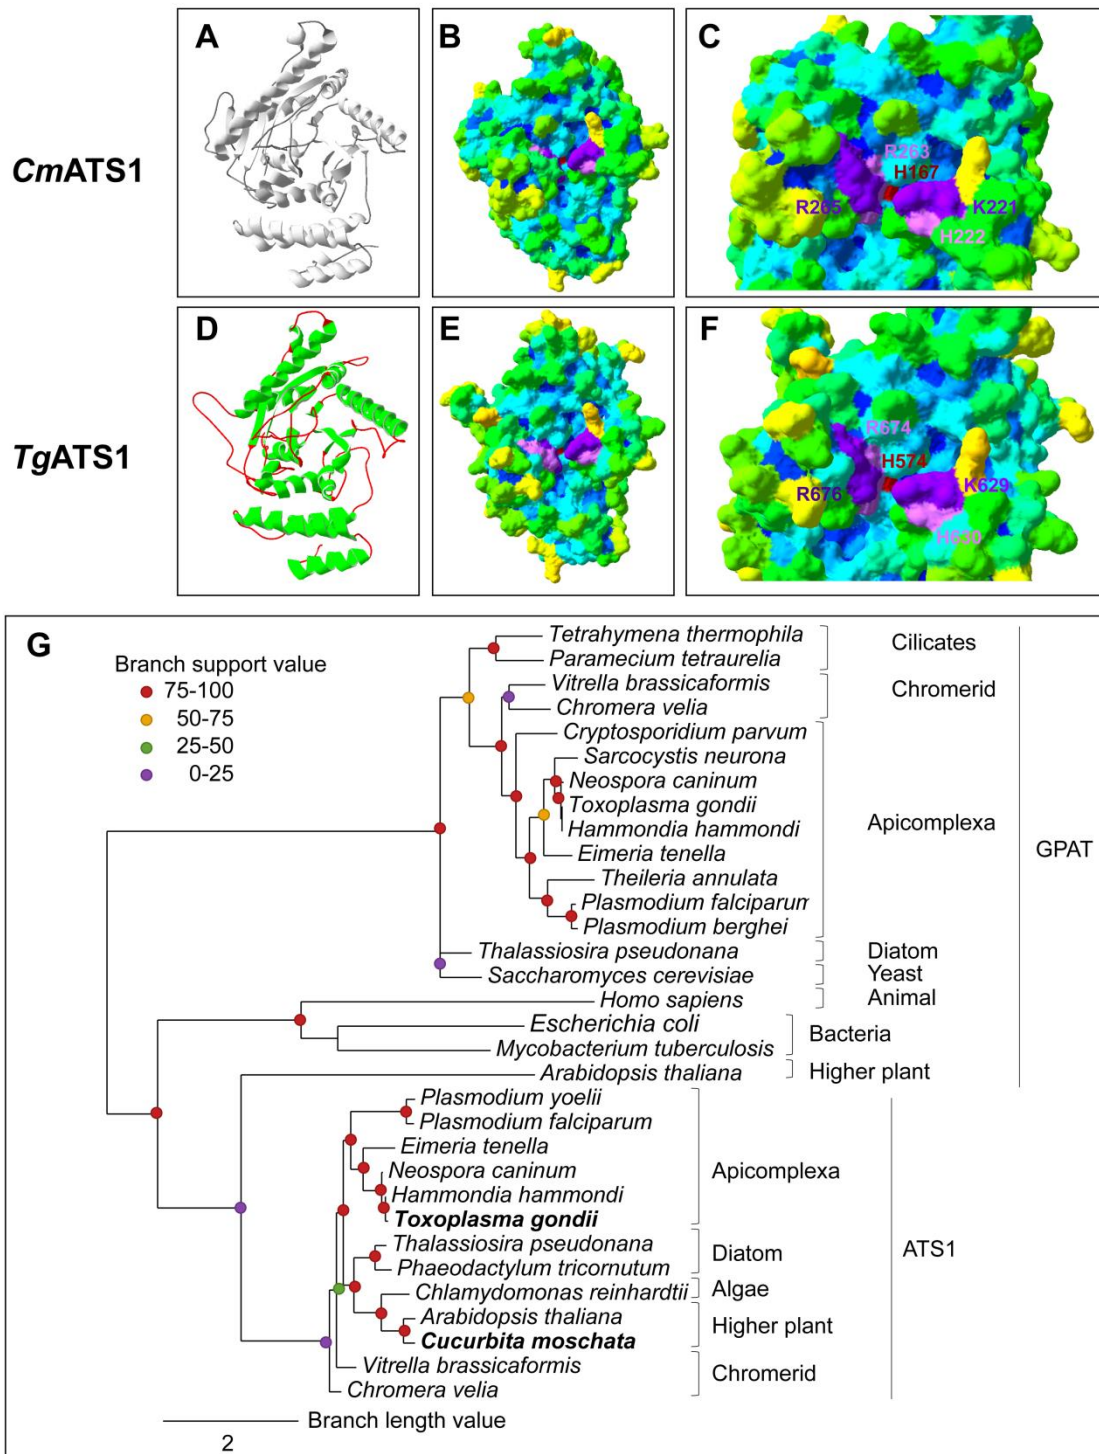 A
B
C
CmATS1
R263
H167
R265
K221
H222
D
E
F
TgATS1
R674
H574
R676
K629
H630
G
Branch support value
75-100
50-75
25-50
0-25
Tetrahymena thermophila
Paramecium tetraurelia
Cilicates
Vitrella brassicaformis
Chromera velia
Chromerid
Cryptosporidium parvum
Sarcocystis neurona
Neospora caninum
Toxoplasma gondii
Hammondia hammondi
Eimeria tenella
Theileria annulata
Plasmodium falciparum
Plasmodium berghei
Apicomplexa
GPAT
Thalassiosira pseudonana
Diatom
Saccharomyces cerevisiae
Yeast
Homo sapiens
Animal
Escherichia coli
Mycobacterium tuberculosis
Bacteria
Arabidopsis thaliana
Higher plant
Plasmodium yoelii
Plasmodium falciparum
Eimeria tenella
Neospora caninum
Hammondia hammondi
Toxoplasma gondii
Apicomplexa
ATS1
Thalassiosira pseudonana
Phaeodactylum tricornutum
Diatom
Chlamydomonas reinhardtii
Algae
Arabidopsis thaliana
Cucurbita moschata
Higher plant
Vitrella brassicaformis
Chromera velia
Chromerid
Branch length value
2